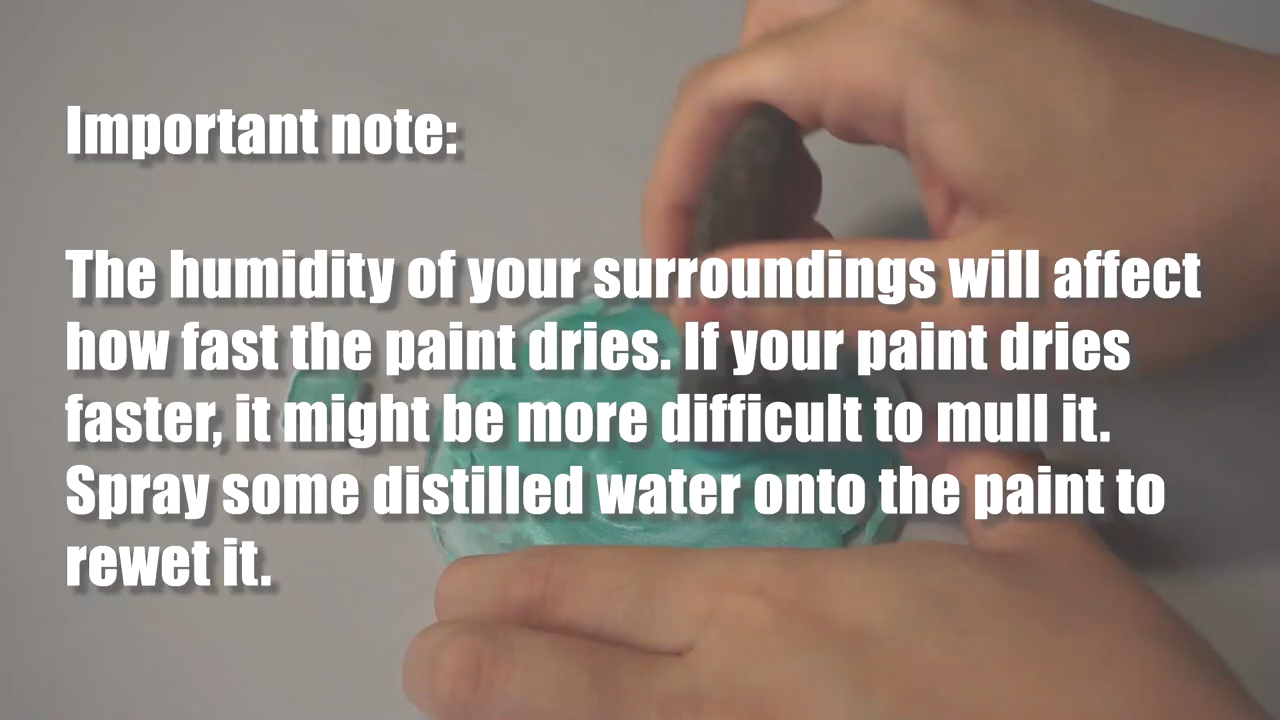 Important note:
The humidity of your surroundings will affect
how fast the paint dries. If your paint dries
faster, it might be more difficult to mull it.
Spray some distilled water onto the paint to
rewet it.